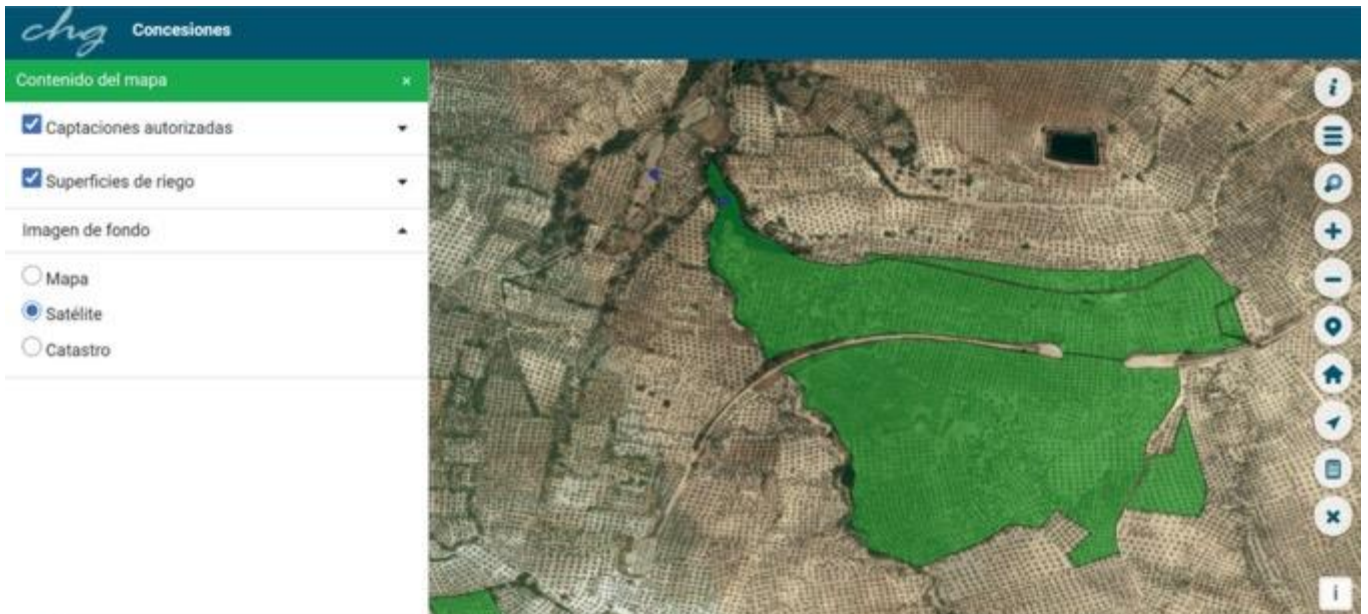 chg Concesiones
Contenido del mapa ×
Captaciones autorizadas
Superficies de riego
Imagen de fondo
Mapa
Satélite
Catastro